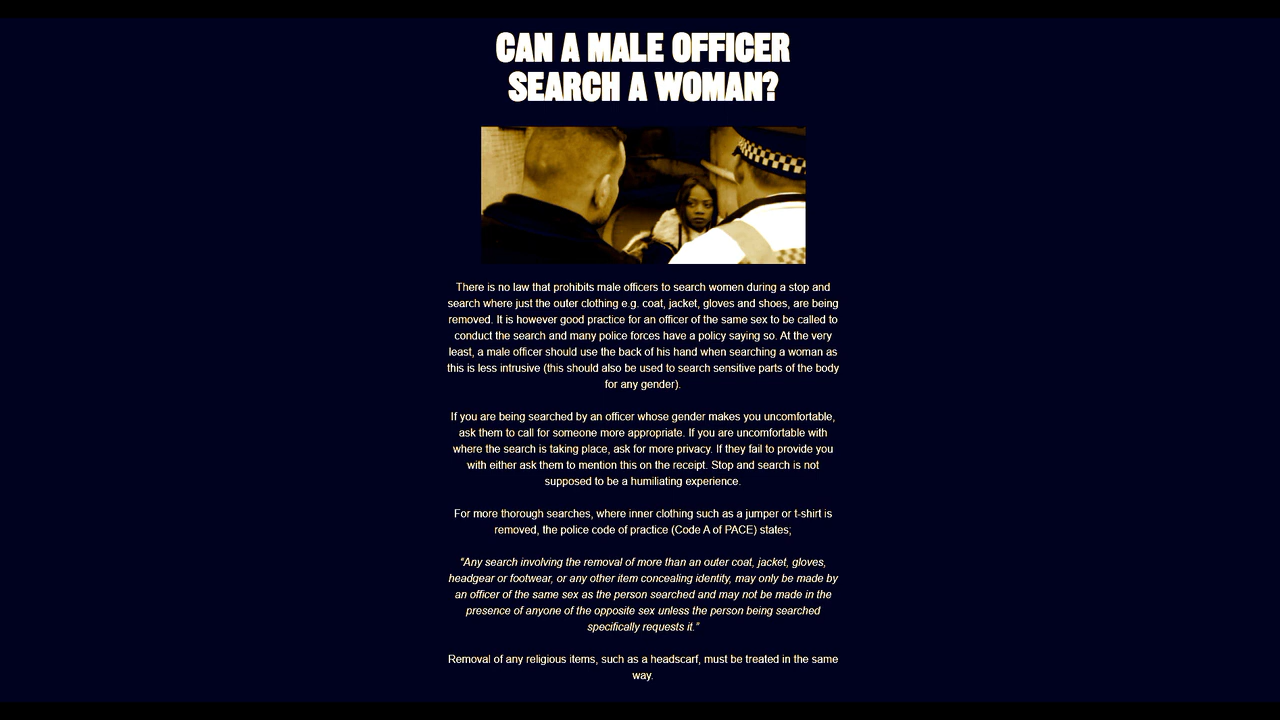 CAN A MALE OFFICER
SEARCH A WOMAN?
There is no law that prohibits male officers to search women during a stop and
search where just the outer clothing e.g. coat, jacket, gloves and shoes, are being
removed. It is however good practice for an officer of the same sex to be called to
conduct the search and many police forces have a policy saying so. At the very
least, a male officer should use the back of his hand when searching a woman as
this is less intrusive (this should also be used to search sensitive parts of the body
for any gender).
If you are being searched by an officer whose gender makes you uncomfortable,
ask them to call for someone more appropriate. If you are uncomfortable with
where the search is taking place, ask for more privacy. If they fail to provide you
with either ask them to mention this on the receipt. Stop and search is not
supposed to be a humiliating experience.
For more thorough searches, where inner clothing such as a jumper or t-shirt is
removed, the police code of practice (Code A of PACE) states;
“Any search involving the removal of more than an outer coat, jacket, gloves,
headgear or footwear, or any other item concealing identity, may only be made by
an officer of the same sex as the person searched and may not be made in the
presence of anyone of the opposite sex unless the person being searched
specifically requests it.”
Removal of any religious items, such as a headscarf, must be treated in the same
way.